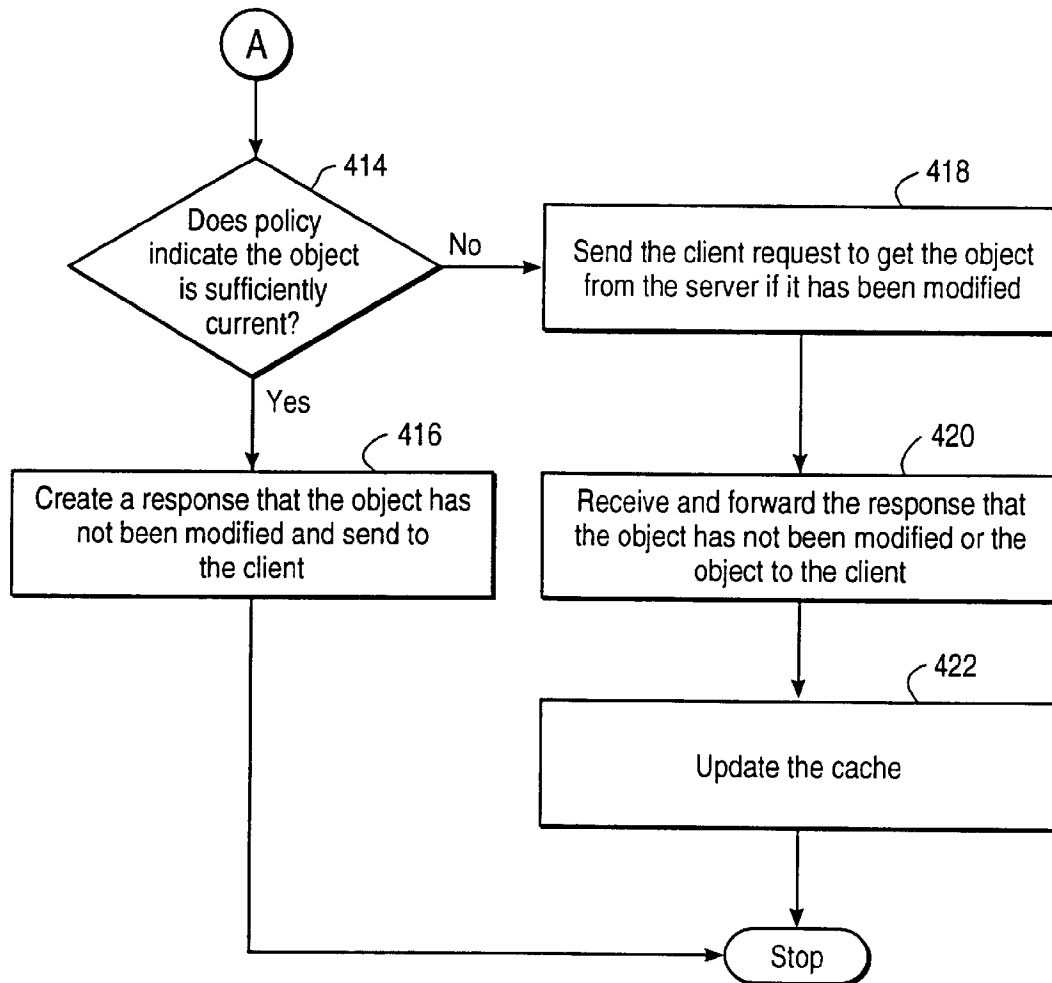 A
414
Does policy
indicate the object
is sufficiently
current?
No
Yes
418
Send the client request to get the object
from the server if it has been modified
416
Create a response that the object has
not been modified and send to
the client
420
Receive and forward the response that
the object has not been modified or the
object to the client
422
Update the cache
Stop